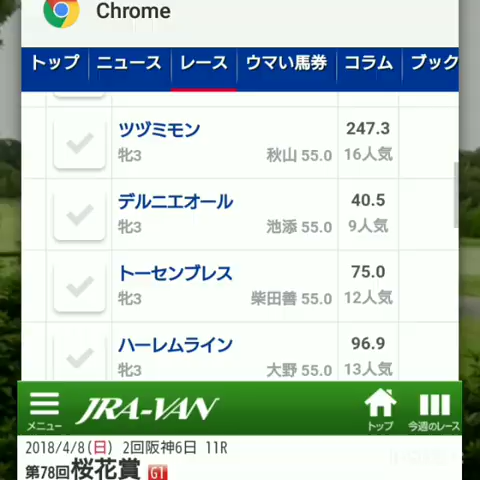 Chrome
トップ ニュース レース ウマい馬券 コラム ブック
ツヅミモン 247.3
牝3 秋山 55.0 16人気
デルニエオール 40.5
牝3 池添 55.0 9人気
トーセンブレス 75.0
牝3 柴田善 55.0 12人気
ハーレムライン 96.9
牝3 大野 55.0 13人気
メニュー JRA-VAN トップ 今週のレース
2018/4/8(日) 2回阪神6日 11R
第78回桜花賞 G1